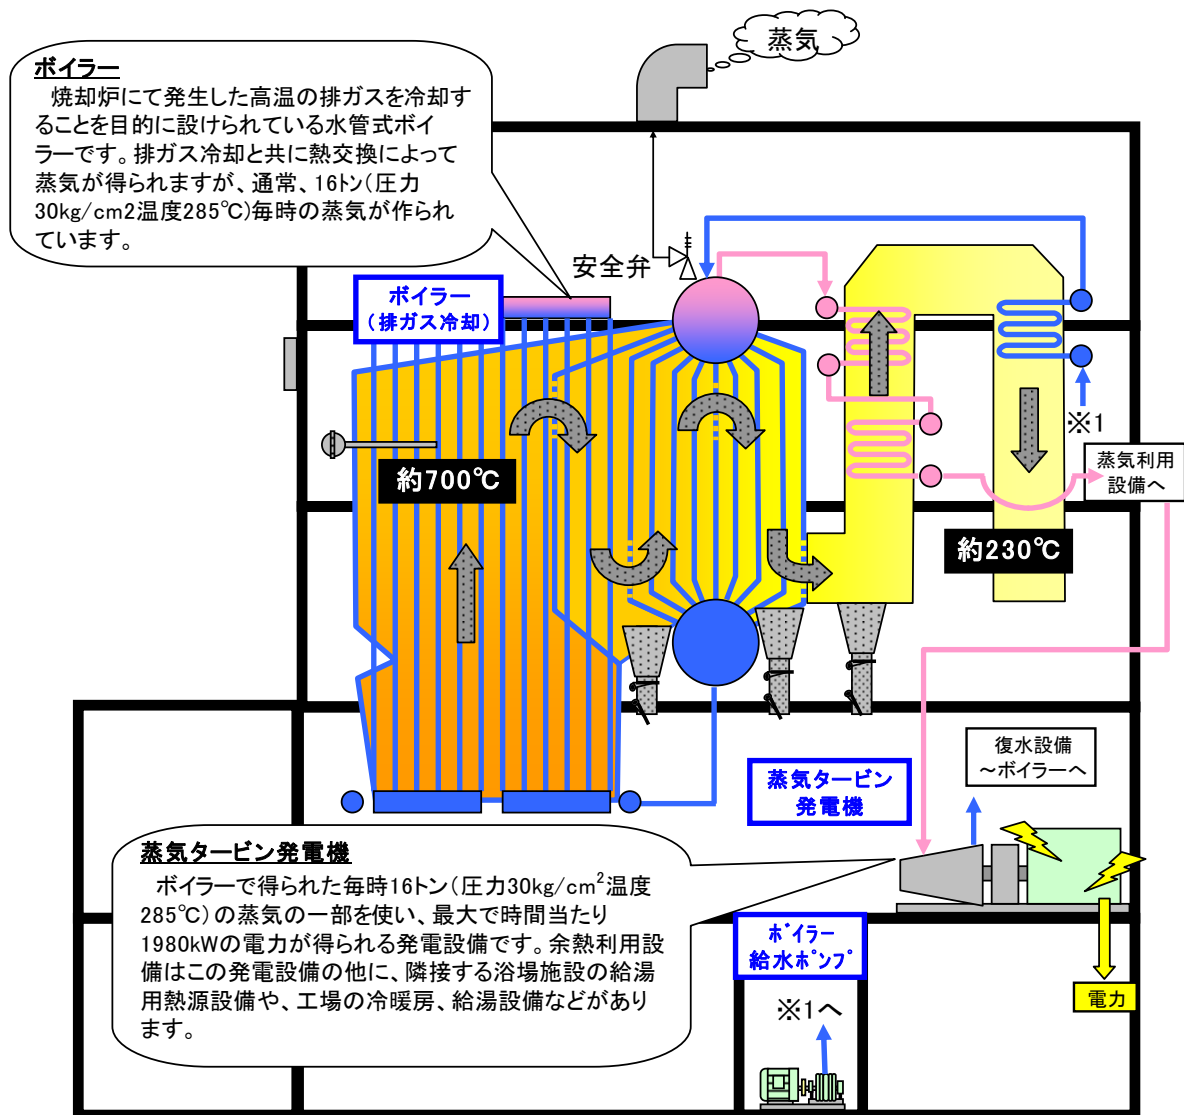 蒸気
ボイラー
焼却炉にて発生した高温の排ガスを冷却す
ることを目的に設けられている水管式ボイ
ラーです。排ガス冷却と共に熱交換によって
蒸気が得られますが、通常、16トン(圧力
30kg/cm2温度285℃)毎時の蒸気が作られ
ています。
安全弁
ボイラー
(排ガス冷却)
※1
約700℃
蒸気利用
設備へ
約230℃
復水設備
～ボイラーへ
蒸気タービン
発電機
蒸気タービン発電機
ボイラーで得られた毎時16トン(圧力30kg/cm²温度
285℃)の蒸気の一部を使い、最大で時間当たり
1980kWの電力が得られる発電設備です。余熱利用設
備はこの発電設備の他に、隣接する浴場施設の給湯
用熱源設備や、工場の冷暖房、給湯設備などがあり
ます。
ボイラー
給水ポンプ
電力
※1へ